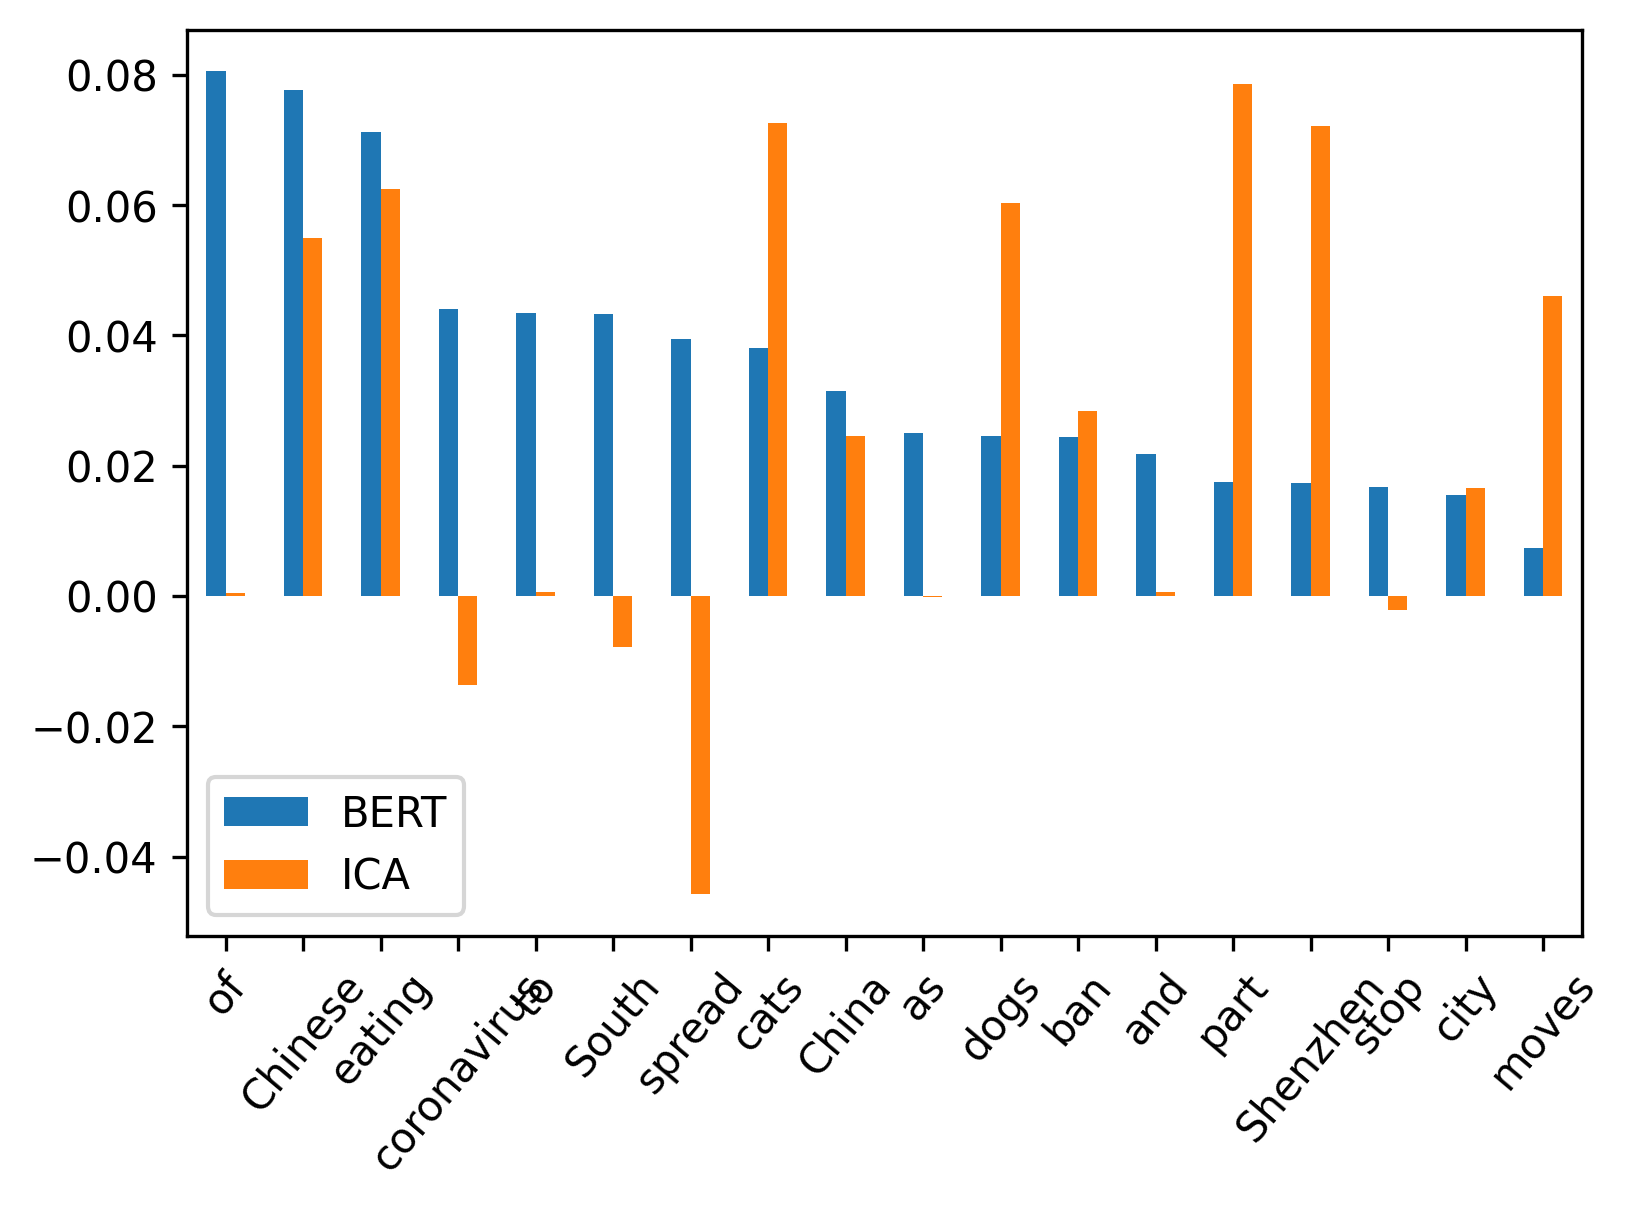 0.08
0.06
0.04
0.02
0.00
−0.02
−0.04
BERT
ICA
of
Chinese
eating
coronavirus
to
South
spread
cats
China
as
dogs
ban
and
part
Shenzhen
stop
city
moves